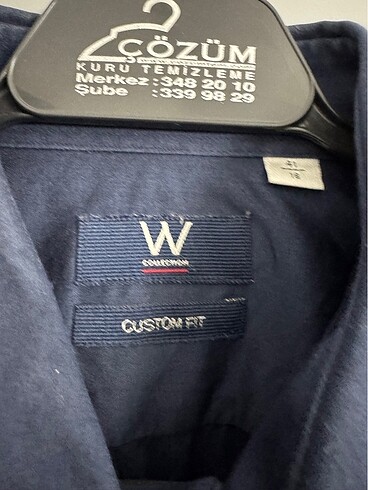 ÇÖZÜM
KURU TEMİZLEME
Merkez : 348 20 10
Şube : 339 98 29
41
16
W
COLLECTION
CUSTOM FIT